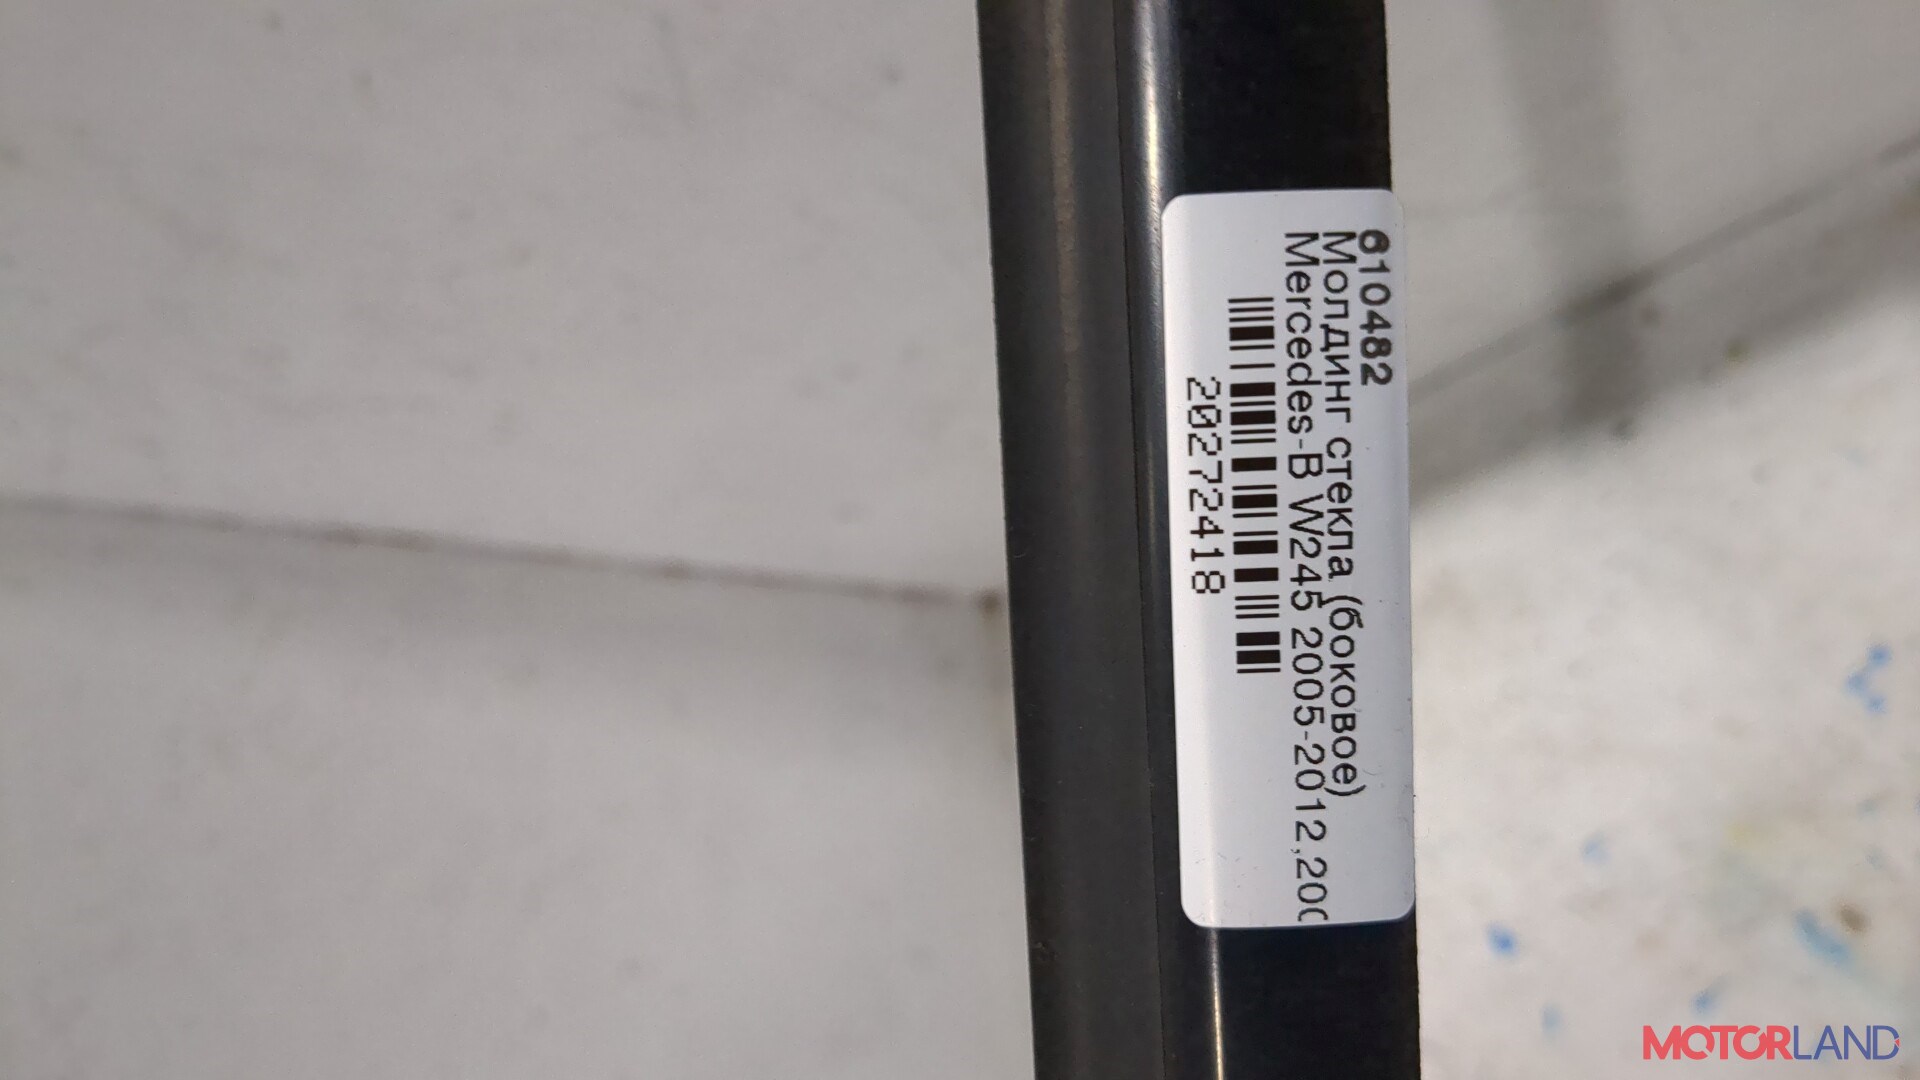 610482
Молдинг стекла (боковое)
Mercedes-B W245 2005-2012,200
20272418
MOTORLAND